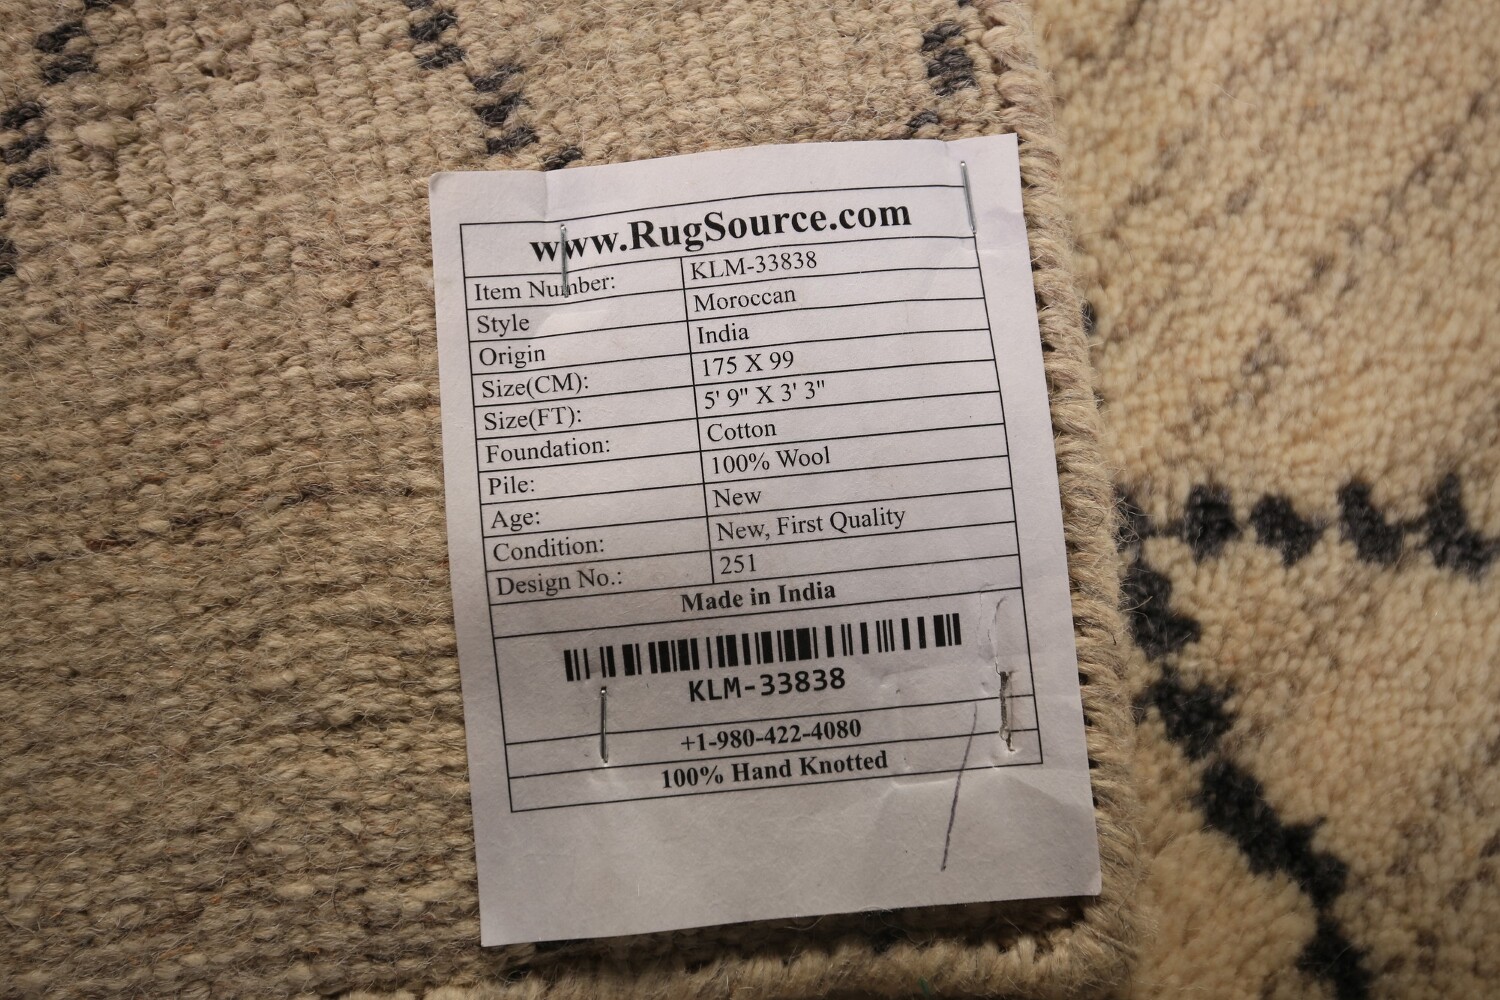 www.RugSource.com
Item Number: KLM-33838
Style Moroccan
Origin India
Size(CM): 175 X 99
Size(FT): 5' 9" X 3' 3"
Foundation: Cotton
Pile: 100% Wool
Age: New
Condition: New, First Quality
Design No.: 251
Made in India
KLM-33838
+1-980-422-4080
100% Hand Knotted